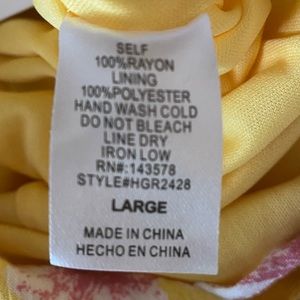 SELF
100%RAYON
LINING
100%POLYESTER
HAND WASH COLD
DO NOT BLEACH
LINE DRY
IRON LOW
RN#:143578
STYLE#HGR2428
LARGE
MADE IN CHINA
HECHO EN CHINA